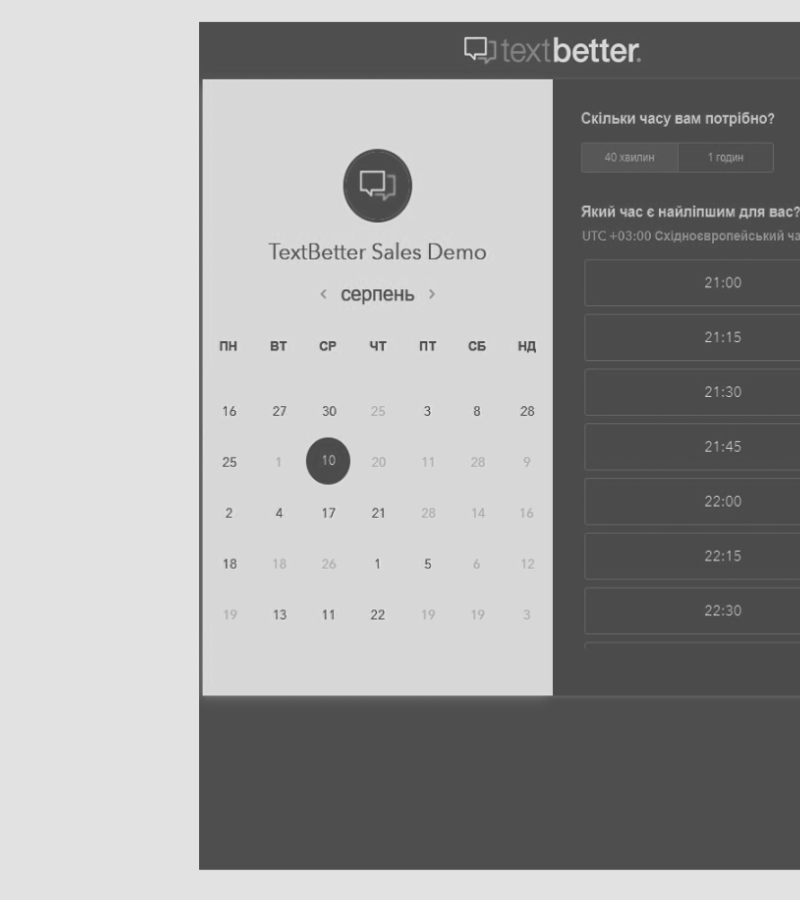 textbetter.
TextBetter Sales Demo
< серпень >
ПН ВТ СР ЧТ ПТ СБ НД
16 27 30 25 3 8 28
25 1 10 20 11 28 9
2 4 17 21 28 14 16
18 18 26 1 5 6 12
19 13 11 22 19 19 3
Скільки часу вам потрібно?
40 хвилин 1 годин
Який час є найліпшим для вас?
UTC +03:00 Східноєвропейський ча
21:00
21:15
21:30
21:45
22:00
22:15
22:30